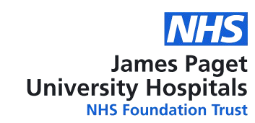 NHS
James Paget
University Hospitals
NHS Foundation Trust